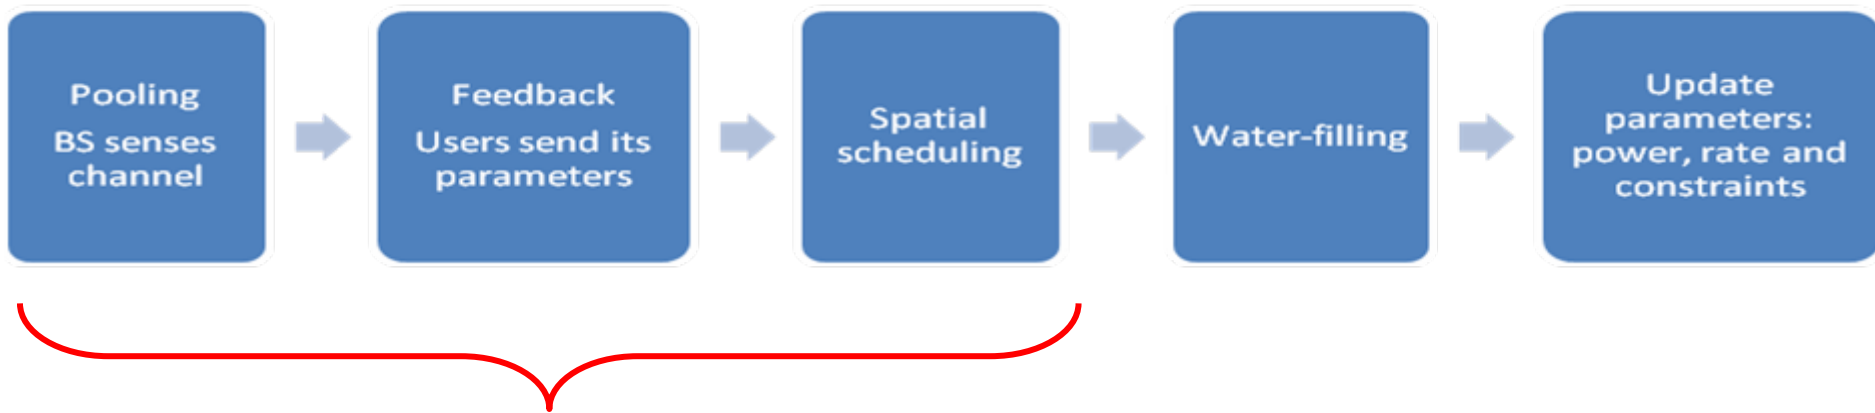 Pooling
BS senses
channel
Feedback
Users send its
parameters
Spatial
scheduling
Water-filling
Update
parameters:
power, rate and
constraints